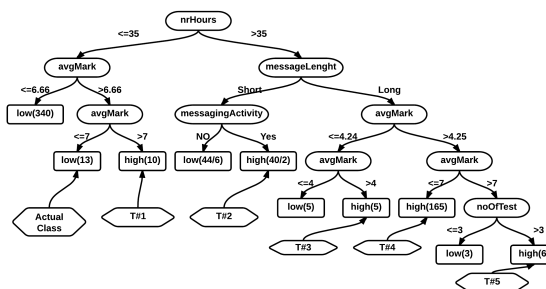 nrHours
<=35
>35
avgMark
messageLenght
<=6.66
>6.66
Short
Long
low(340)
avgMark
messagingActivity
avgMark
<=7
>7
NO
Yes
<=4.24
>4.25
low(13)
high(10)
low(44/6)
high(40/2)
avgMark
avgMark
<=4
>4
<=7
>7
Actual
Class
T#1
T#2
low(5)
high(5)
high(165)
noOfTest
<=3
>3
T#3
T#4
low(3)
high(6
T#5